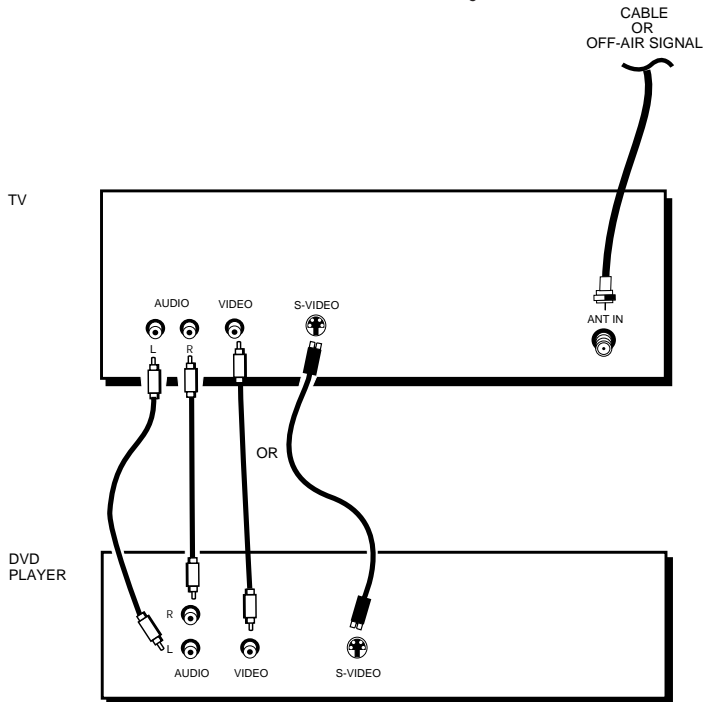 CABLE
OR
OFF-AIR SIGNAL
TV
AUDIO VIDEO S-VIDEO
ANT IN
L R
OR
DVD
PLAYER
R
L
AUDIO VIDEO S-VIDEO